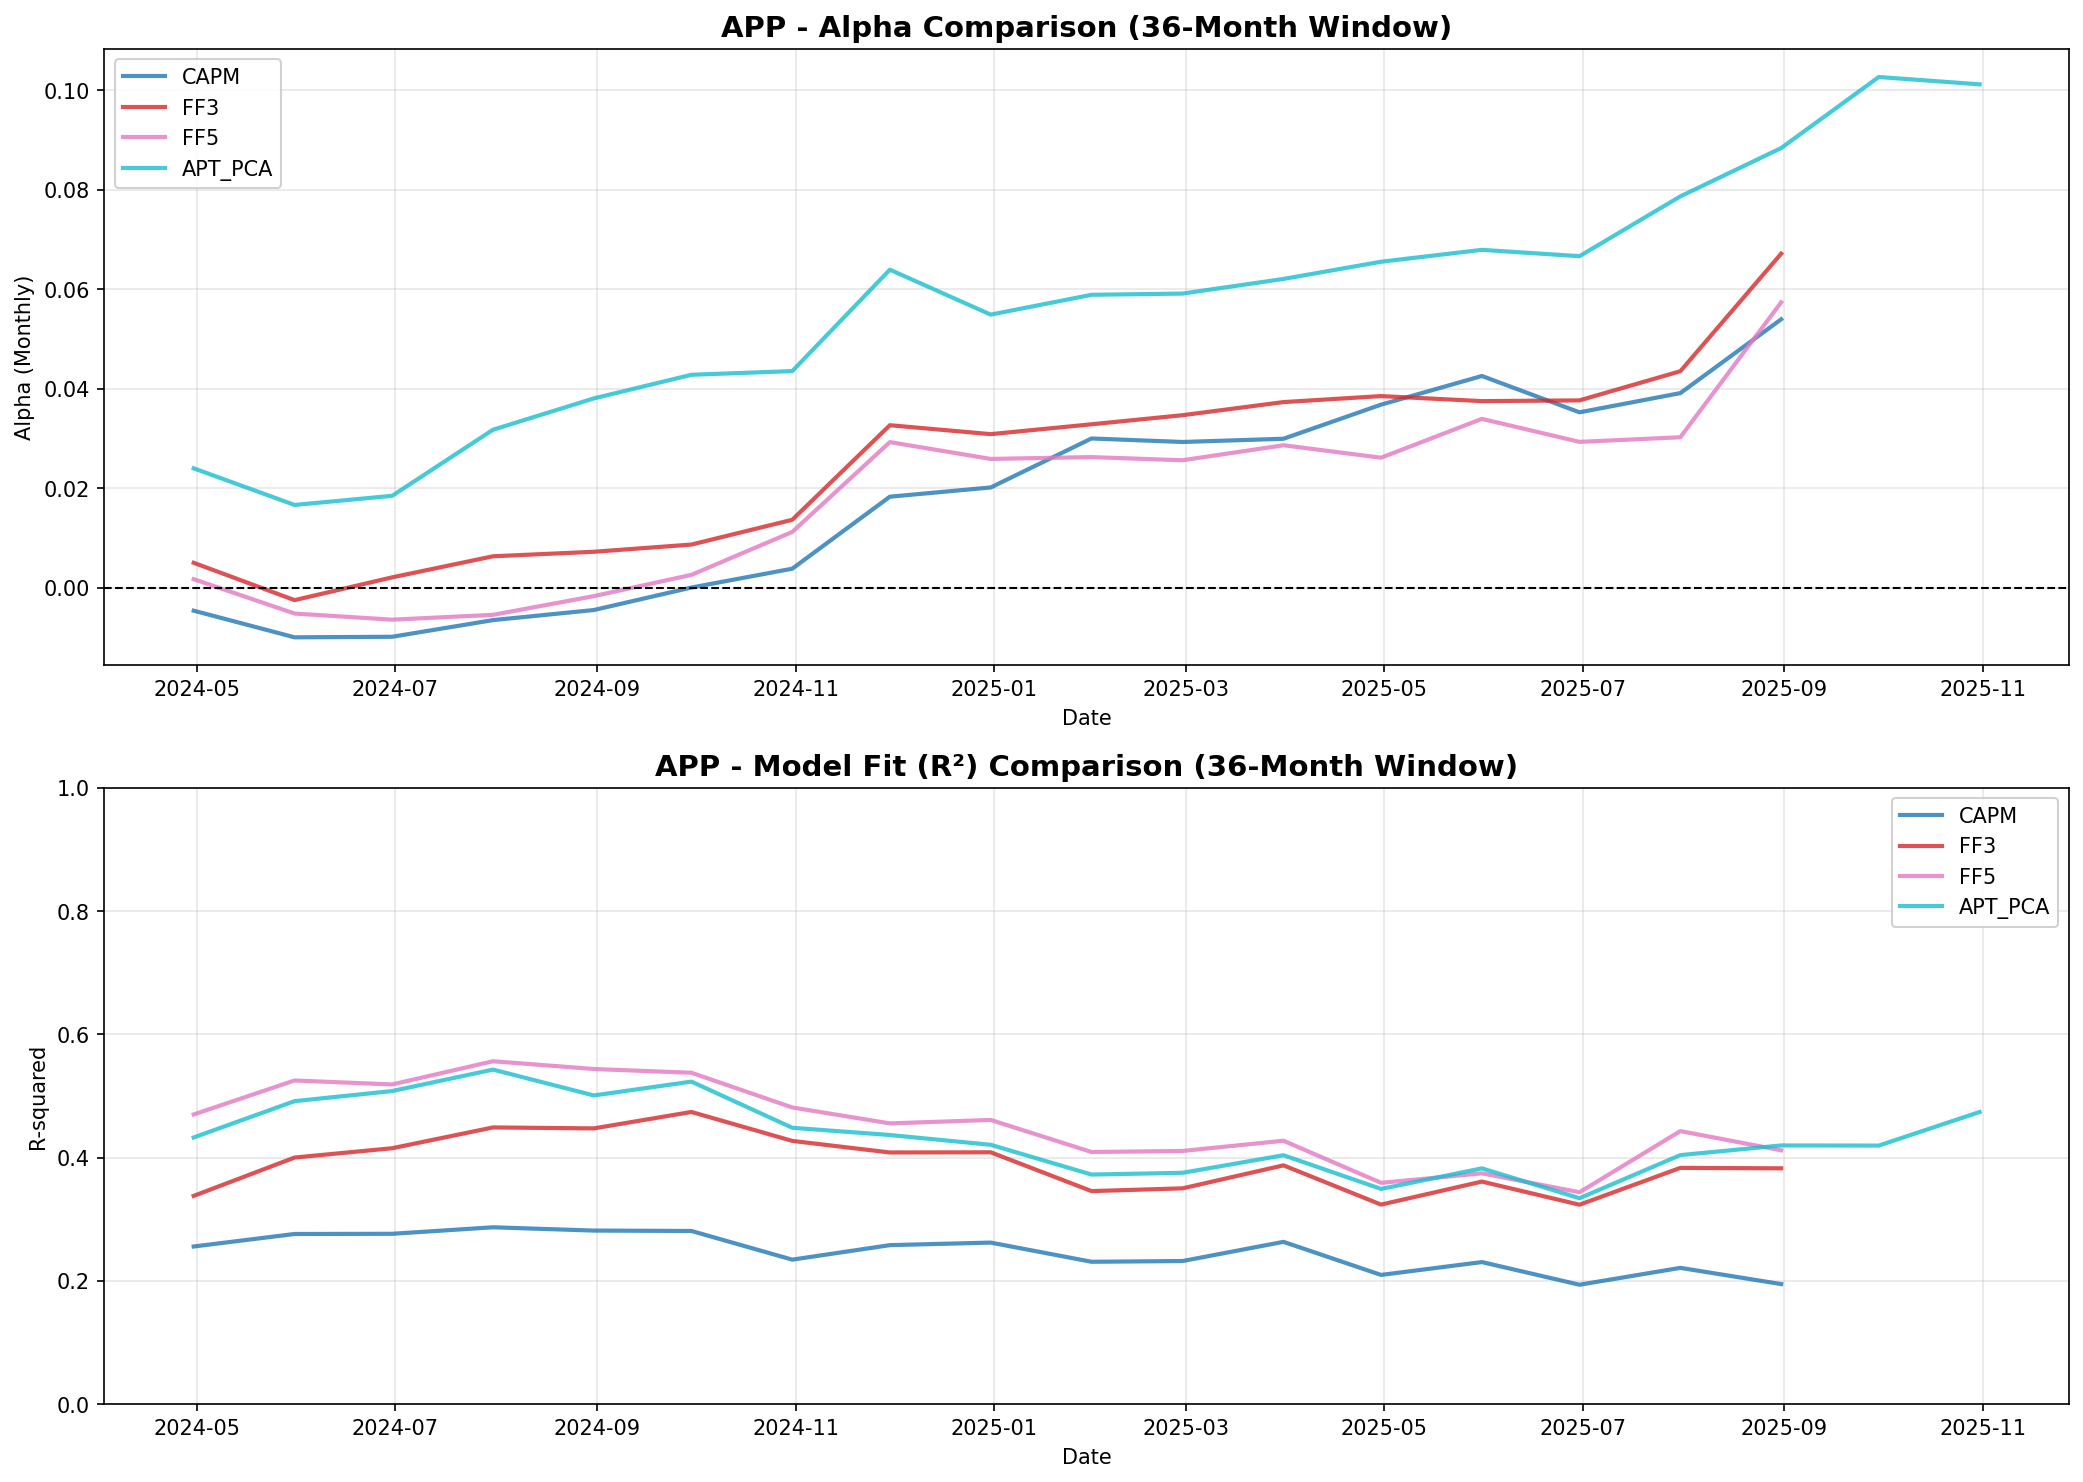 APP - Alpha Comparison (36-Month Window)
CAPM
FF3
FF5
APT_PCA
Alpha (Monthly)
0.10
0.08
0.06
0.04
0.02
0.00
2024-05 2024-07 2024-09 2024-11 2025-01 2025-03 2025-05 2025-07 2025-09 2025-11
Date
APP - Model Fit (R²) Comparison (36-Month Window)
CAPM
FF3
FF5
APT_PCA
R-squared
1.0
0.8
0.6
0.4
0.2
0.0
2024-05 2024-07 2024-09 2024-11 2025-01 2025-03 2025-05 2025-07 2025-09 2025-11
Date